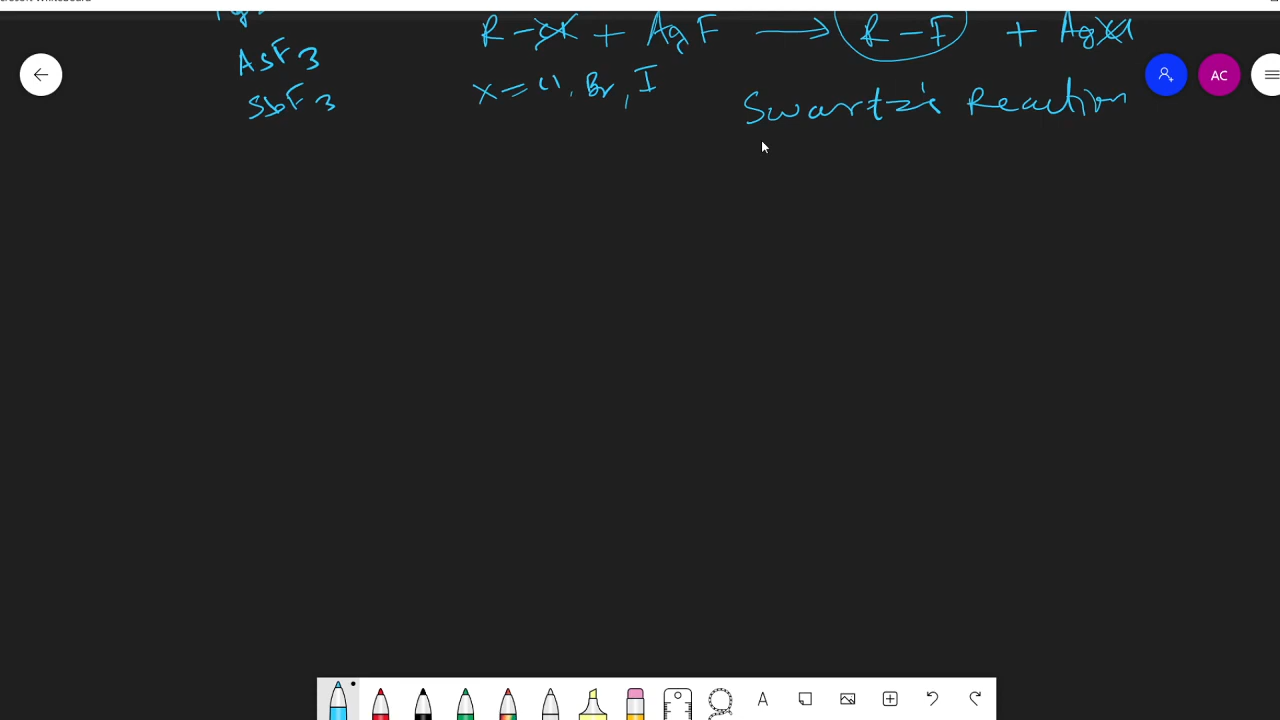 R - X + AgF → R - F + AgX
AsF3
X = Cl, Br, I
SbF3
Swartz's Reaction
AC
A